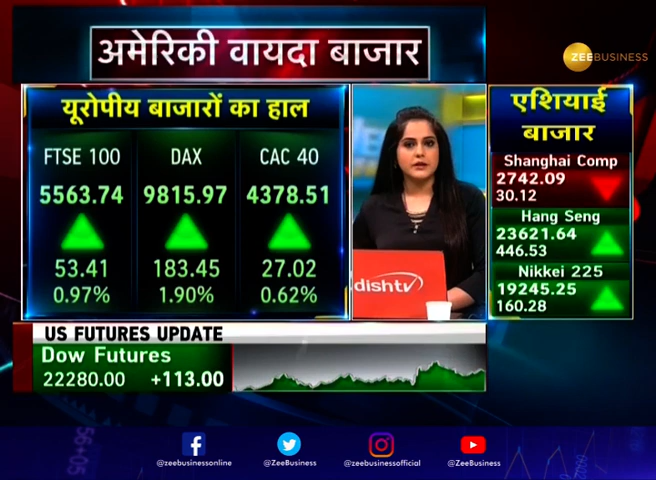 अमेरिकी वायदा बाजार
ZEEBUSINESS
यूरोपीय बाजारों का हाल
FTSE 100
5563.74
53.41
0.97%
DAX
9815.97
183.45
1.90%
CAC 40
4378.51
27.02
0.62%
dishtv
एशियाई
बाजार
Shanghai Comp
2742.09
30.12
Hang Seng
23621.64
446.53
Nikkei 225
19245.25
160.28
US FUTURES UPDATE
Dow Futures
22280.00 +113.00
@zeebusinessonline
@ZeeBusiness
@zeebusinessofficial
@ZeeBusiness